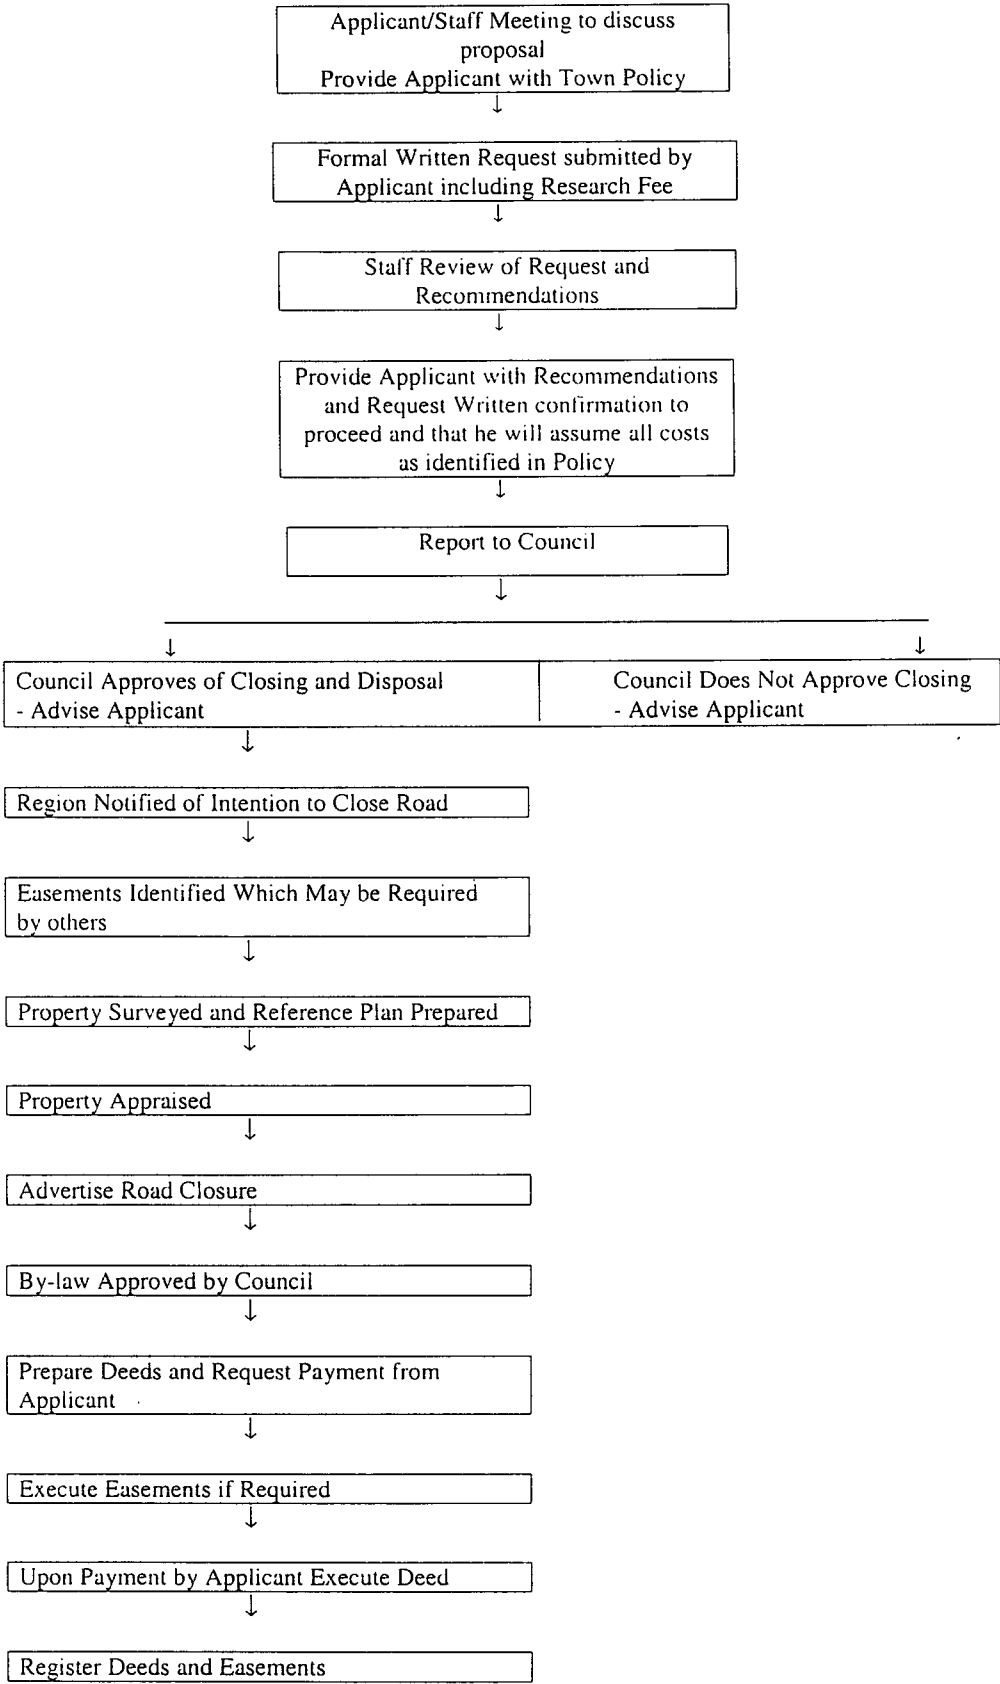 Applicant/Staff Meeting to discuss
proposal
Provide Applicant with Town Policy
↓
Formal Written Request submitted by
Applicant including Research Fee
↓
Staff Review of Request and
Recommendations
↓
Provide Applicant with Recommendations
and Request Written confirmation to
proceed and that he will assume all costs
as identified in Policy
↓
Report to Council
↓
↓ ↓
Council Approves of Closing and Disposal
- Advise Applicant
Council Does Not Approve Closing
- Advise Applicant
↓
Region Notified of Intention to Close Road
↓
Easements Identified Which May be Required
by others
↓
Property Surveyed and Reference Plan Prepared
↓
Property Appraised
↓
Advertise Road Closure
↓
By-law Approved by Council
↓
Prepare Deeds and Request Payment from
Applicant
↓
Execute Easements if Required
↓
Upon Payment by Applicant Execute Deed
↓
Register Deeds and Easements